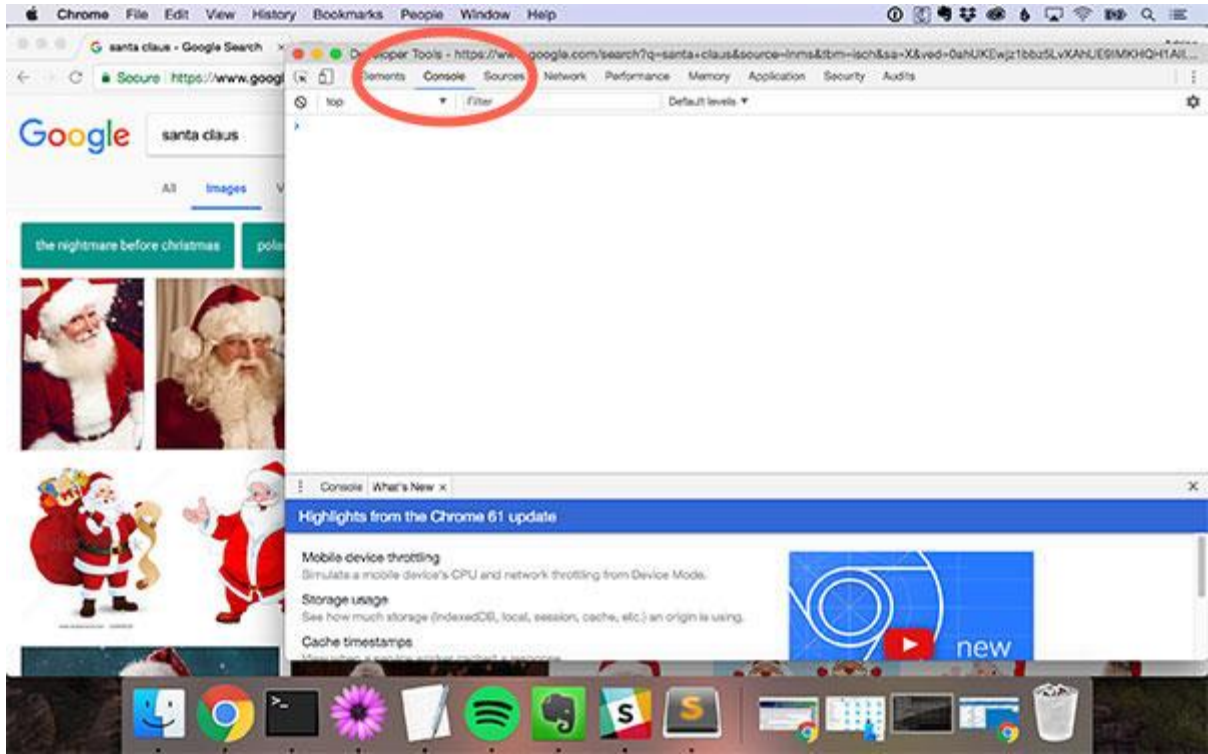 Chrome File Edit View History Bookmarks People Window Help
santa claus - Google Search
Developer Tools - https://www.google.com/search?q=santa+claus&source=lnms&tbm=isch&sa=X&ved=
Secure https://www.googl
Elements Console Sources Network Performance Memory Application Security Audits
top Filter Default levels
Google santa claus
All Images V
the nightmare before christmas pola
Console What's New
Highlights from the Chrome 61 update
Mobile device throttling
Simulate a mobile device's CPU and network throttling from Device Mode.
Storage usage
See how much storage (IndexedDB, local, session, cache, etc.) an origin is using.
Cache timestamps
new
S S